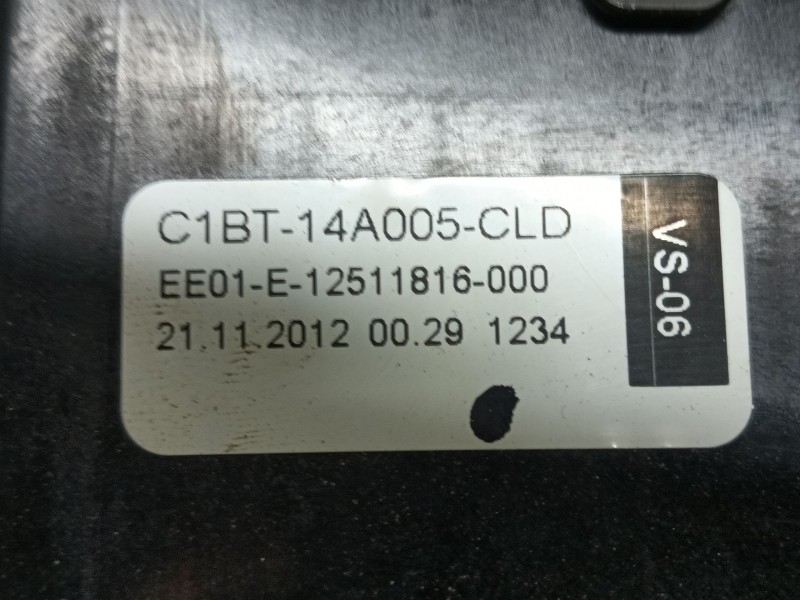 C1BT-14A005-CLD
EE01-E-12511816-000
21.11.2012 00.29 1234
VS-06